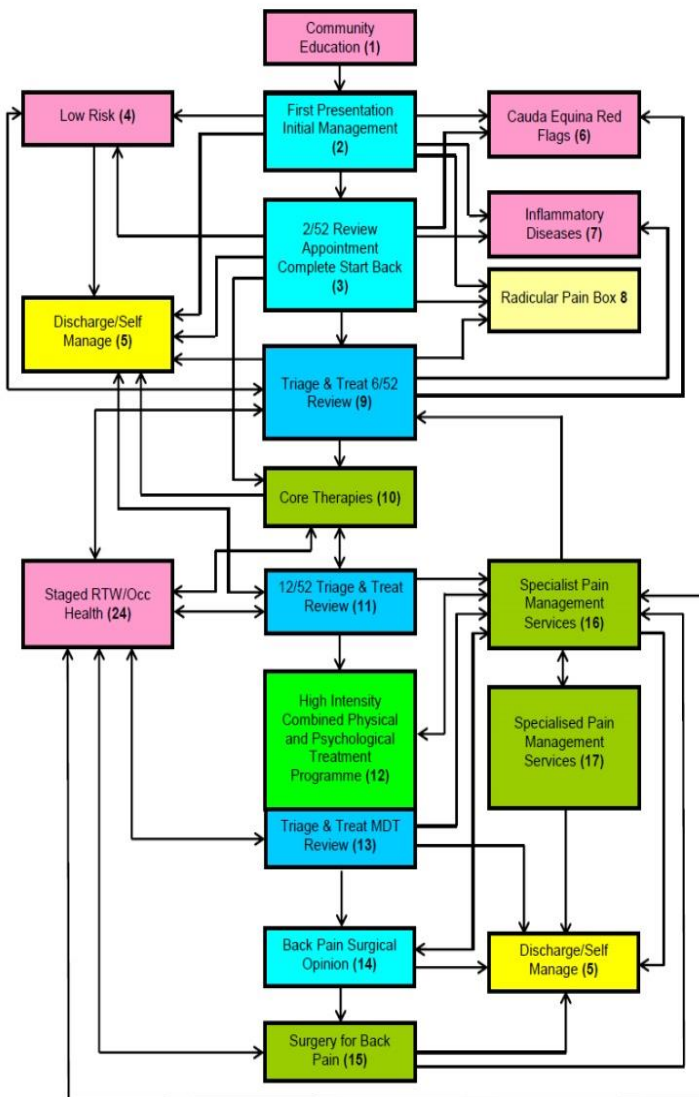 Community
Education (1)
Low Risk (4)
First Presentation
Initial Management
(2)
Cauda Equina Red
Flags (6)
2/52 Review
Appointment
Complete Start Back
(3)
Inflammatory
Diseases (7)
Radicular Pain Box 8
Discharge/Self
Manage (5)
Triage & Treat 6/52
Review (9)
Core Therapies (10)
Staged RTW/Occ
Health (24)
12/52 Triage & Treat
Review (11)
Specialist Pain
Management
Services (16)
High Intensity
Combined Physical
and Psychological
Treatment
Programme (12)
Specialised Pain
Management
Services (17)
Triage & Treat MDT
Review (13)
Back Pain Surgical
Opinion (14)
Discharge/Self
Manage (5)
Surgery for Back
Pain (15)